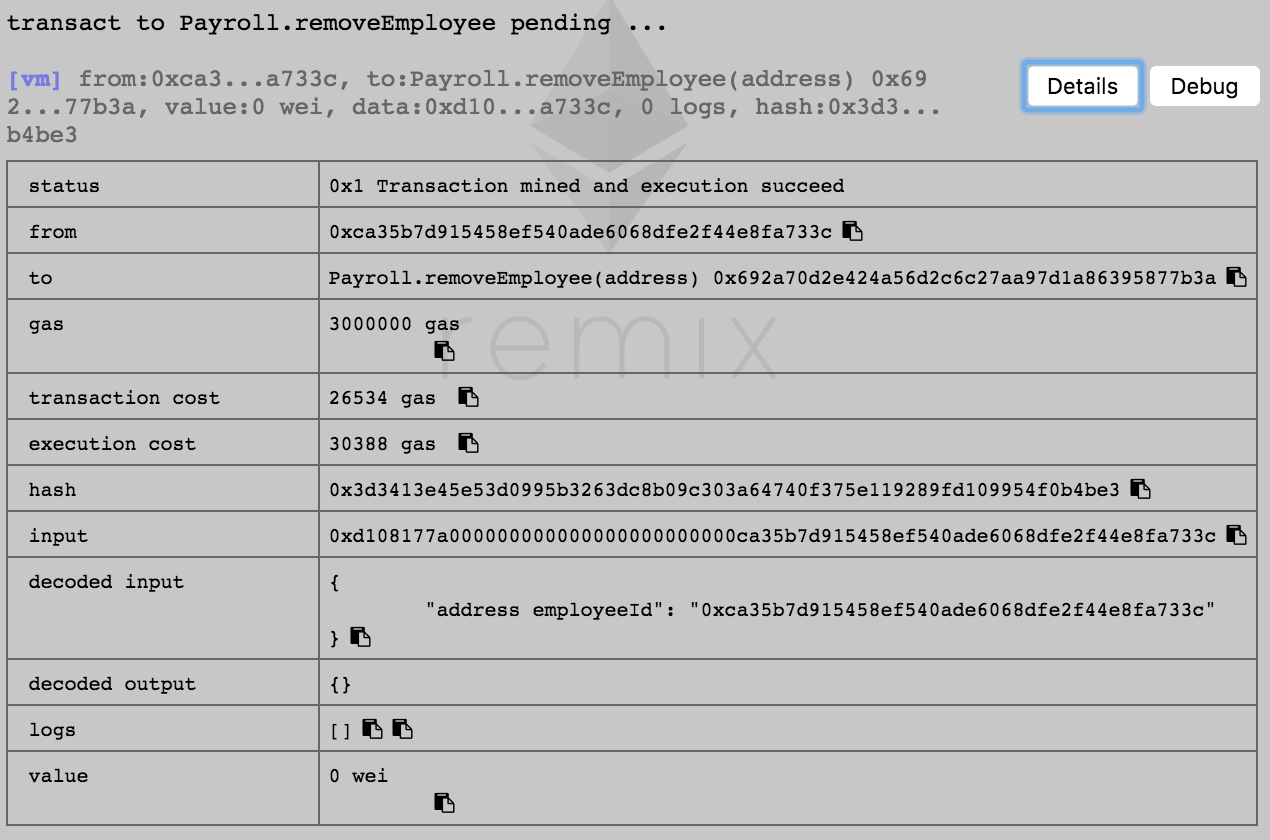 transact to Payroll.removeEmployee pending ...
[vm] from:0xca3...a733c, to:Payroll.removeEmployee(address) 0x69
2...77b3a, value:0 wei, data:0xd10...a733c, 0 logs, hash:0x3d3...
b4be3
Details
Debug
status 0x1 Transaction mined and execution succeed
from 0xca35b7d915458ef540ade6068dfe2f44e8fa733c
to Payroll.removeEmployee(address) 0x692a70d2e424a56d2c6c27aa97d1a86395877b3a
gas 3000000 gas
remix
transaction cost 26534 gas
execution cost 30388 gas
hash 0x3d3413e45e53d0995b3263dc8b09c303a64740f375e119289fd109954f0b4be3
input 0xd108177a000000000000000000000000ca35b7d915458ef540ade6068dfe2f44e8fa733c
decoded input {
"address employeeId": "0xca35b7d915458ef540ade6068dfe2f44e8fa733c"
}
decoded output {}
logs []
value 0 wei